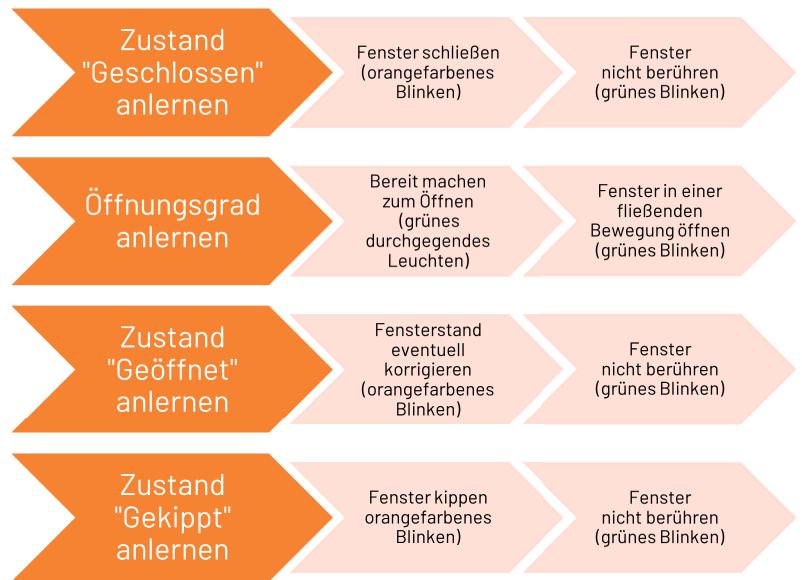 Zustand
"Geschlossen"
anlernen
Fenster schließen
(orangefarbenes
Blinken)
Fenster
nicht berühren
(grünes Blinken)
Öffnungsgrad
anlernen
Bereit machen
zum Öffnen
(grünes
durchgegendes
Leuchten)
Fenster in einer
fließenden
Bewegung öffnen
(grünes Blinken)
Zustand
"Geöffnet"
anlernen
Fensterstand
eventuell
korrigieren
(orangefarbenes
Blinken)
Fenster
nicht berühren
(grünes Blinken)
Zustand
"Gekippt"
anlernen
Fenster kippen
orangefarbenes
Blinken)
Fenster
nicht berühren
(grünes Blinken)